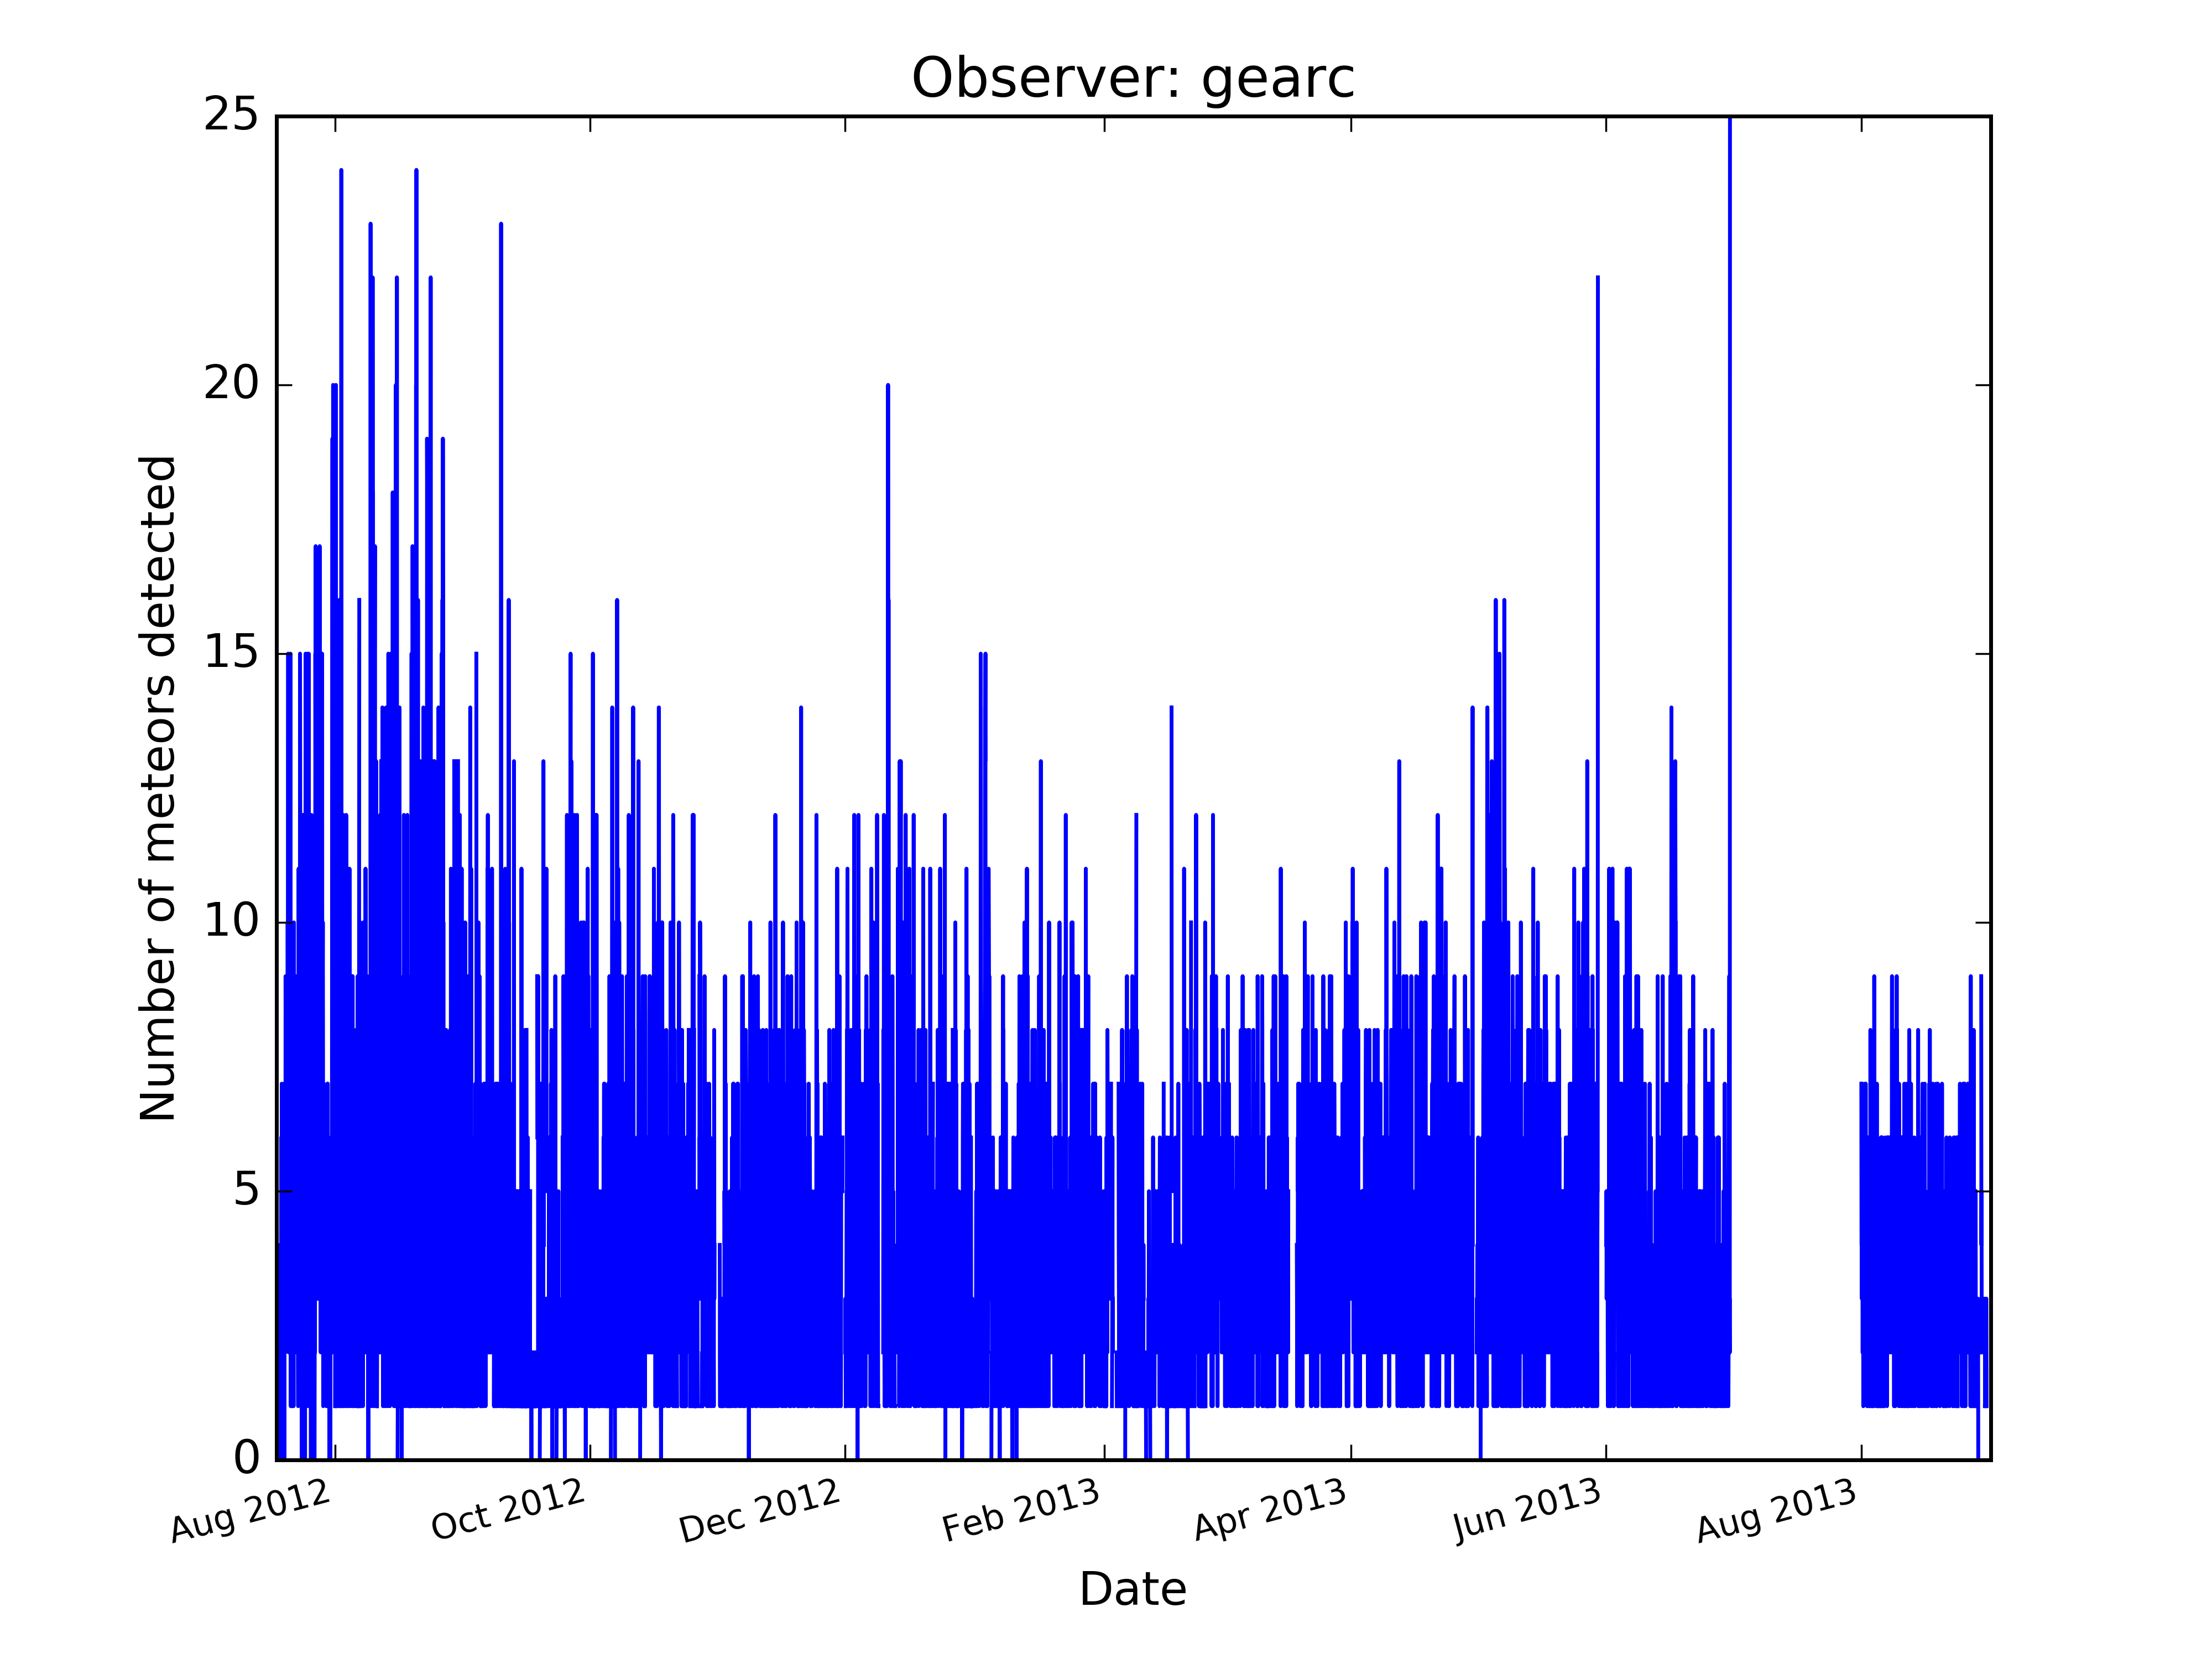 Observer: gearc
25
20
15
10
5
0
Number of meteors detected
Aug 2012
Oct 2012
Dec 2012
Feb 2013
Apr 2013
Jun 2013
Aug 2013
Date